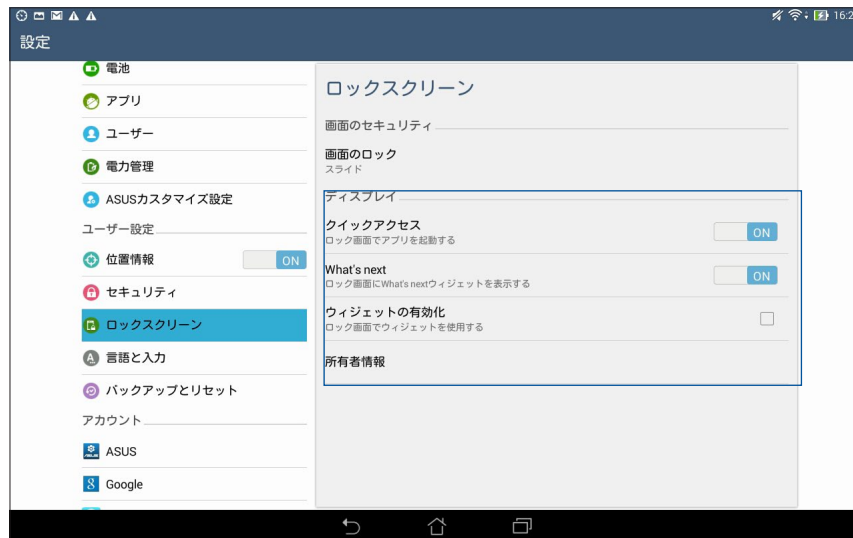 16:2
設定
電池
アプリ
ユーザー
電力管理
ASUSカスタマイズ設定
ユーザー設定
位置情報 ON
セキュリティ
ロックスクリーン
言語と入力
バックアップとリセット
アカウント
ASUS
Google
ロックスクリーン
画面のセキュリティ
画面のロック
スライド
ディスプレイ
クイックアクセス
ロック画面でアプリを起動する
ON
What's next
ロック画面にWhat's nextウィジェットを表示する
ON
ウィジェットの有効化
ロック画面でウィジェットを使用する
所有者情報